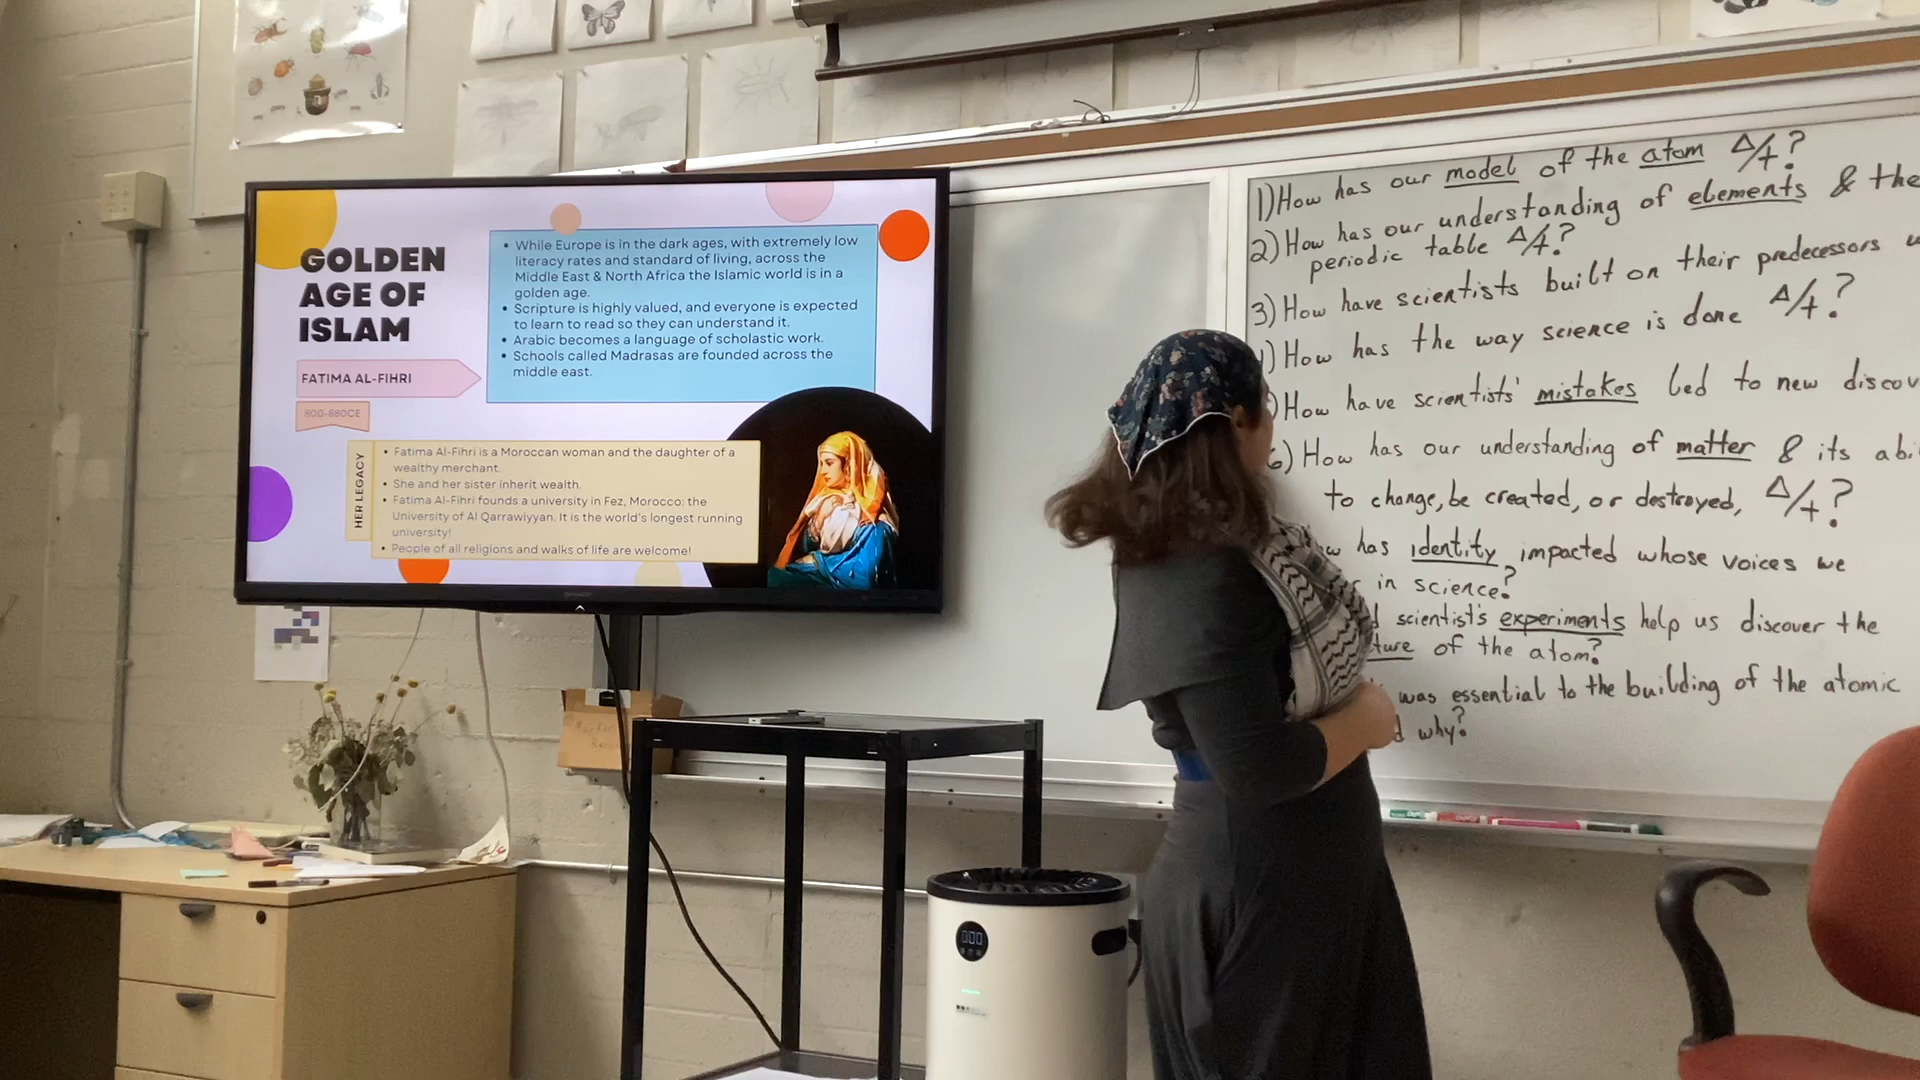 GOLDEN
AGE OF
ISLAM
FATIMA AL-FIHRI
800-880CE
• While Europe is in the dark ages, with extremely low
literacy rates and standard of living, across the
Middle East & North Africa the Islamic world is in a
golden age.
• Scripture is highly valued, and everyone is expected
to learn to read so they can understand it.
• Arabic becomes a language of scholastic work.
• Schools called Madrasas are founded across the
middle east.
HER LEGACY
• Fatima Al-Fihri is a Moroccan woman and the daughter of a
wealthy merchant.
• She and her sister inherit wealth.
• Fatima Al-Fihri founds a university in Fez, Morocco: the
University of Al Qarrawiyyan. It is the world's longest running
university!
• People of all religions and walks of life are welcome!
1) How has our model of the atom Δ/t?
2) How has our understanding of elements & the
periodic table Δ/t?
3) How have scientists built on their predecessors
) How has the way science is done Δ/t?
) How have scientists' mistakes led to new
6) How has our understanding of matter & its
to change, be created, or destroyed, Δ/t?
has identity impacted whose voices we
in science?
scientist's experiments help us discover the
of the atom?
was essential to the building of the atomic
why?